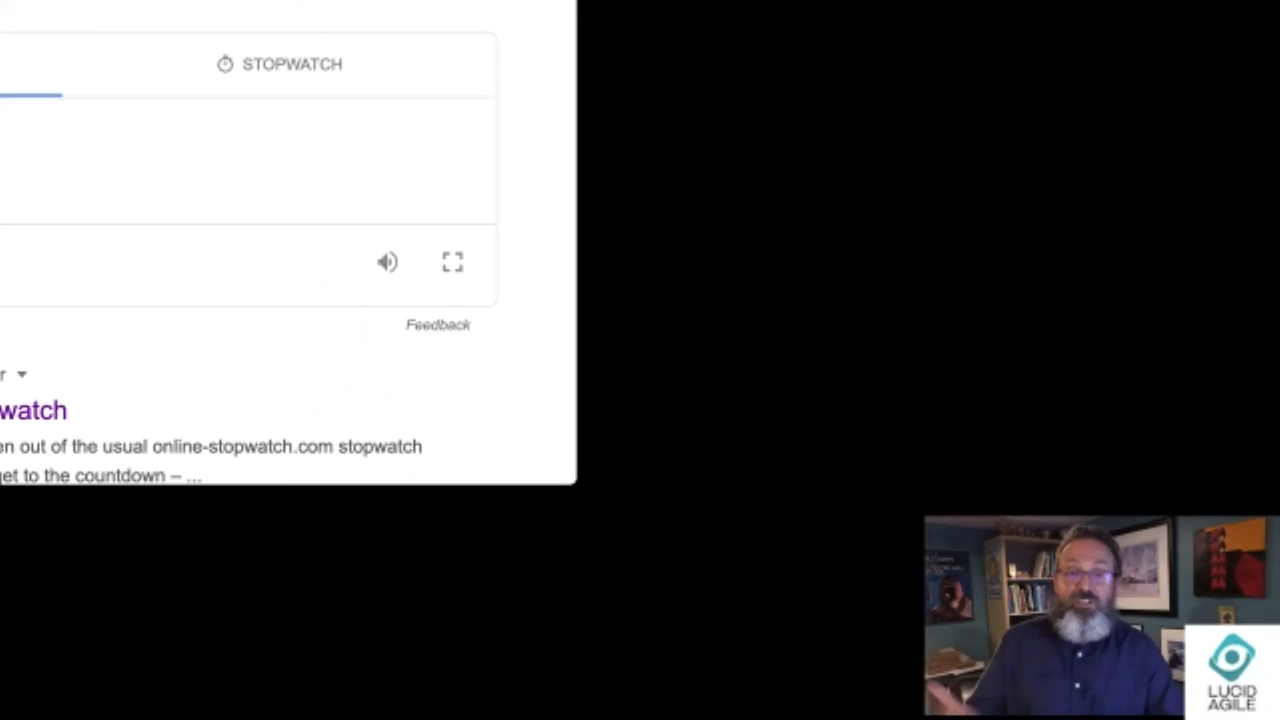 STOPWATCH
Feedback
r
watch
en out of the usual online-stopwatch.com stopwatch
get to the countdown – ...
LUCID
AGILE